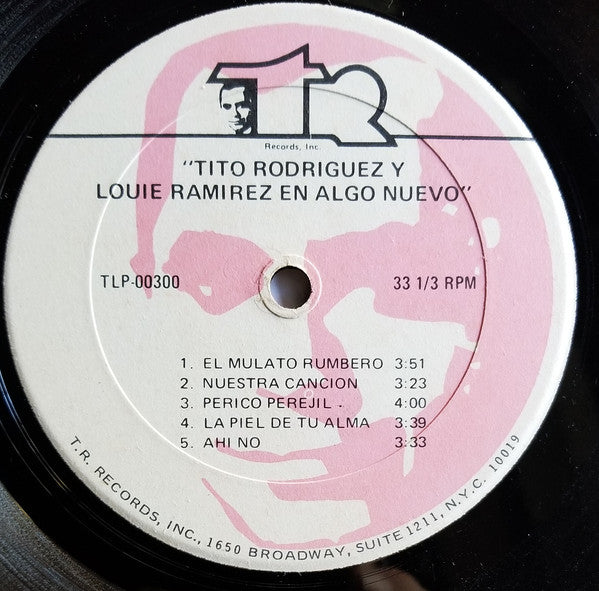 TR
Records, Inc.
"TITO RODRIGUEZ Y
LOUIE RAMIREZ EN ALGO NUEVO"
TLP-00300 33 1/3 RPM
1. EL MULATO RUMBERO 3:51
2. NUESTRA CANCION 3:23
3. PERICO PEREJIL . 4:00
4. LA PIEL DE TU ALMA 3:39
5. AHI NO 3:33
T.R. RECORDS, INC., 1650 BROADWAY, SUITE 1211, N.Y.C. 10019